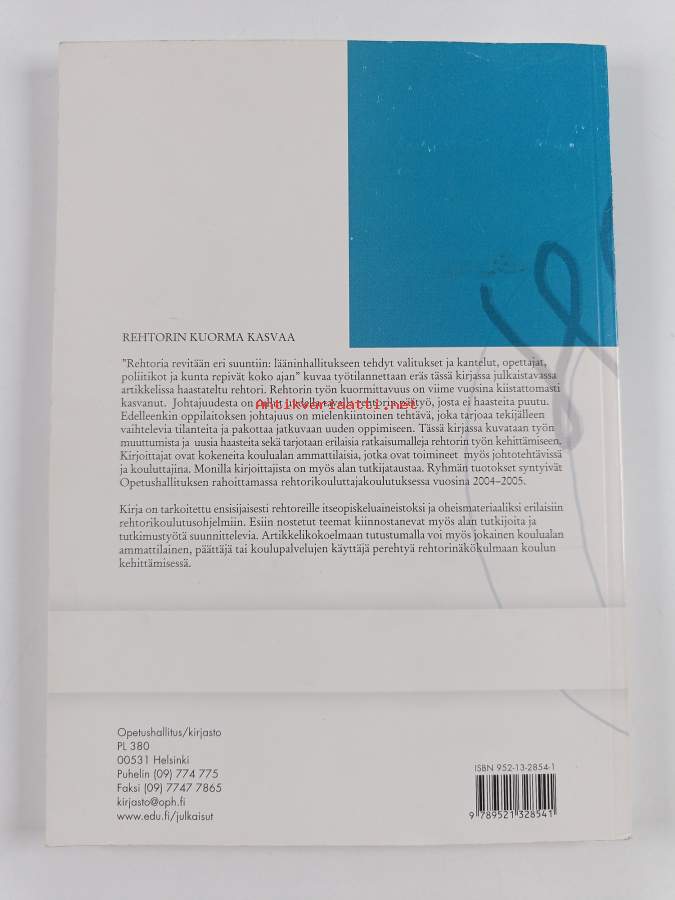 REHTORIN KUORMA KASVAA
"Rehtoria revitään eri suuntiin: lääninhallitukseen tehdyt valitukset ja kantelut, opettajat,
poliitikot ja kunta repivät koko ajan" kuvaa työtilannettaan eräs tässä kirjassa julkaistavassa
artikkelissa haastateltu rehtori. Rehtorin työn kuormittavuus on viime vuosina kiistattomasti
kasvanut. Johtajuudesta on tullut uudellavalla rehtorin päätyö, josta ei haasteita puutu.
Antikvariaatti.net
Edelleenkin oppilaitoksen johtajuus on mielenkiintoinen tehtävä, joka tarjoaa tekijälleen
vaihtelevia tilanteita ja pakottaa jatkuvaan uuden oppimiseen. Tässä kirjassa kuvataan työn
muuttumista ja uusia haasteita sekä tarjotaan erilaisia ratkaisumalleja rehtorin työn kehittämiseen.
Kirjoittajat ovat kokeneita koulualan ammattilaisia, jotka ovat toimineet myös johtotehtävissä
ja kouluttajina. Monilla kirjoittajista on myös alan tutkijataustaa. Ryhmän tuotokset syntyivät
Opetushallituksen rahoittamassa rehtorikouluttajakoulutuksessa vuosina 2004–2005.
Kirja on tarkoitettu ensisijaisesti rehtoreille itseopiskeluaineistoksi ja oheismateriaaliksi erilaisiin
rehtorikoulutusohjelmiin. Esiin nostetut teemat kiinnostanevat myös alan tutkijoita ja
tutkimustyötä suunnittelevia. Artikkelikokoelmaan tutustumalla voi myös jokainen koulualan
ammattilainen, päättäjä tai koulupalvelujen käyttäjä perehtyä rehtorinäkökulmaan koulun
kehittämisessä.
Opetushallitus/kirjasto
PL 380
00531 Helsinki
Puhelin (09) 774 775
Faksi (09) 7747 7865
kirjasto@oph.fi
www.edu.fi/julkaisut
ISBN 952-13-2854-1
9 789521 328541